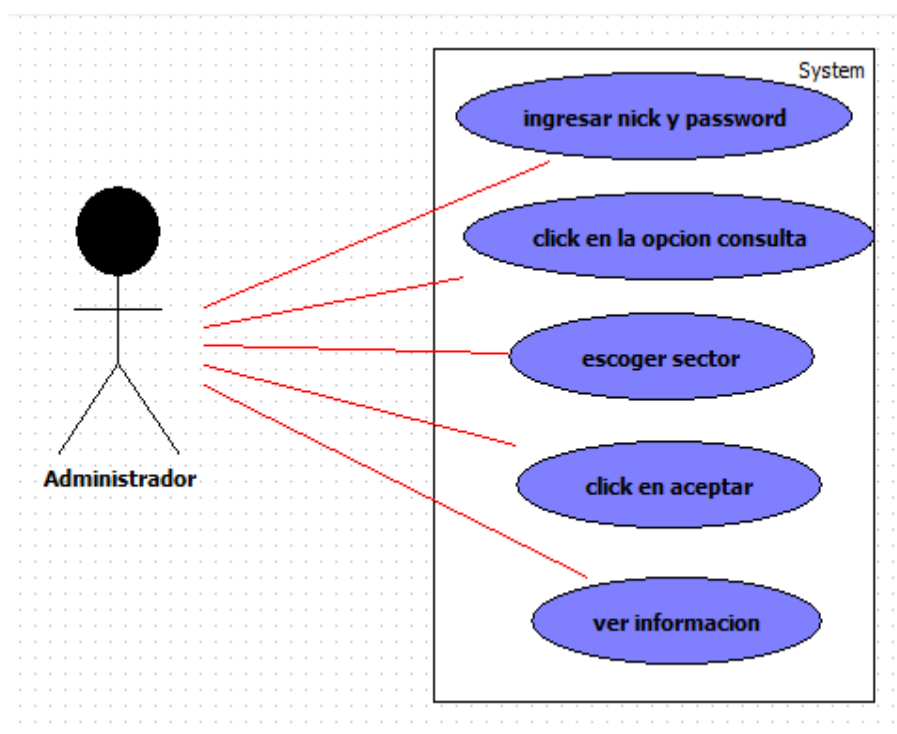 System
ingresar nick y password
click en la opcion consulta
escoger sector
click en aceptar
Administrador
ver informacion